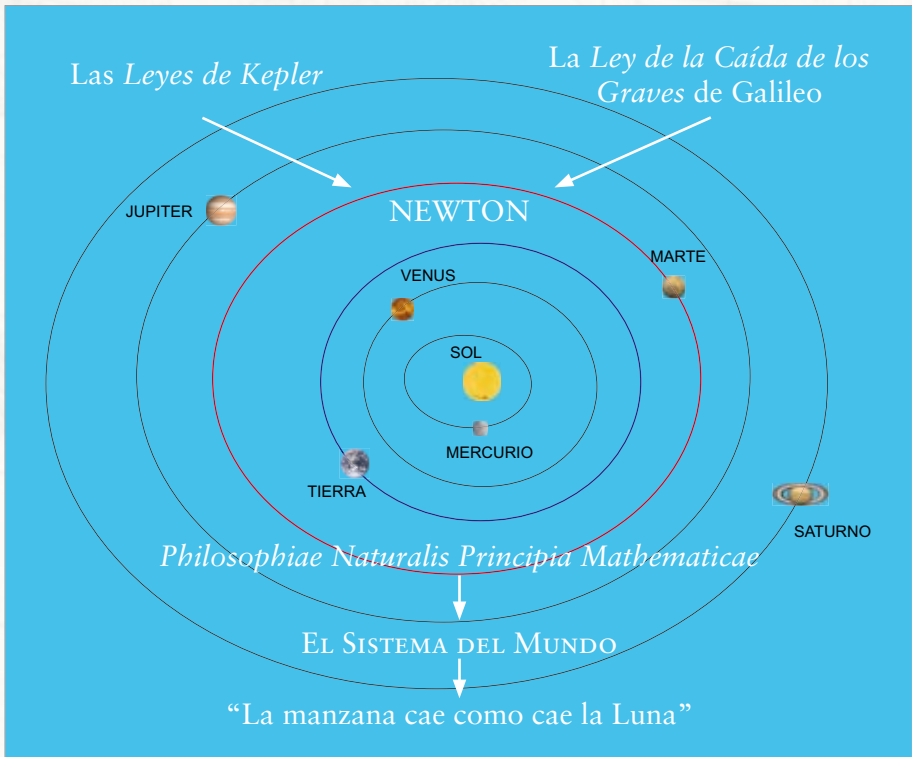 Las Leyes de Kepler
La Ley de la Caída de los
Graves de Galileo
JUPITER
NEWTON
MARTE
VENUS
SOL
MERCURIO
TIERRA
SATURNO
Philosophiae Naturalis Principia Mathematicae
EL SISTEMA DEL MUNDO
“La manzana cae como cae la Luna”